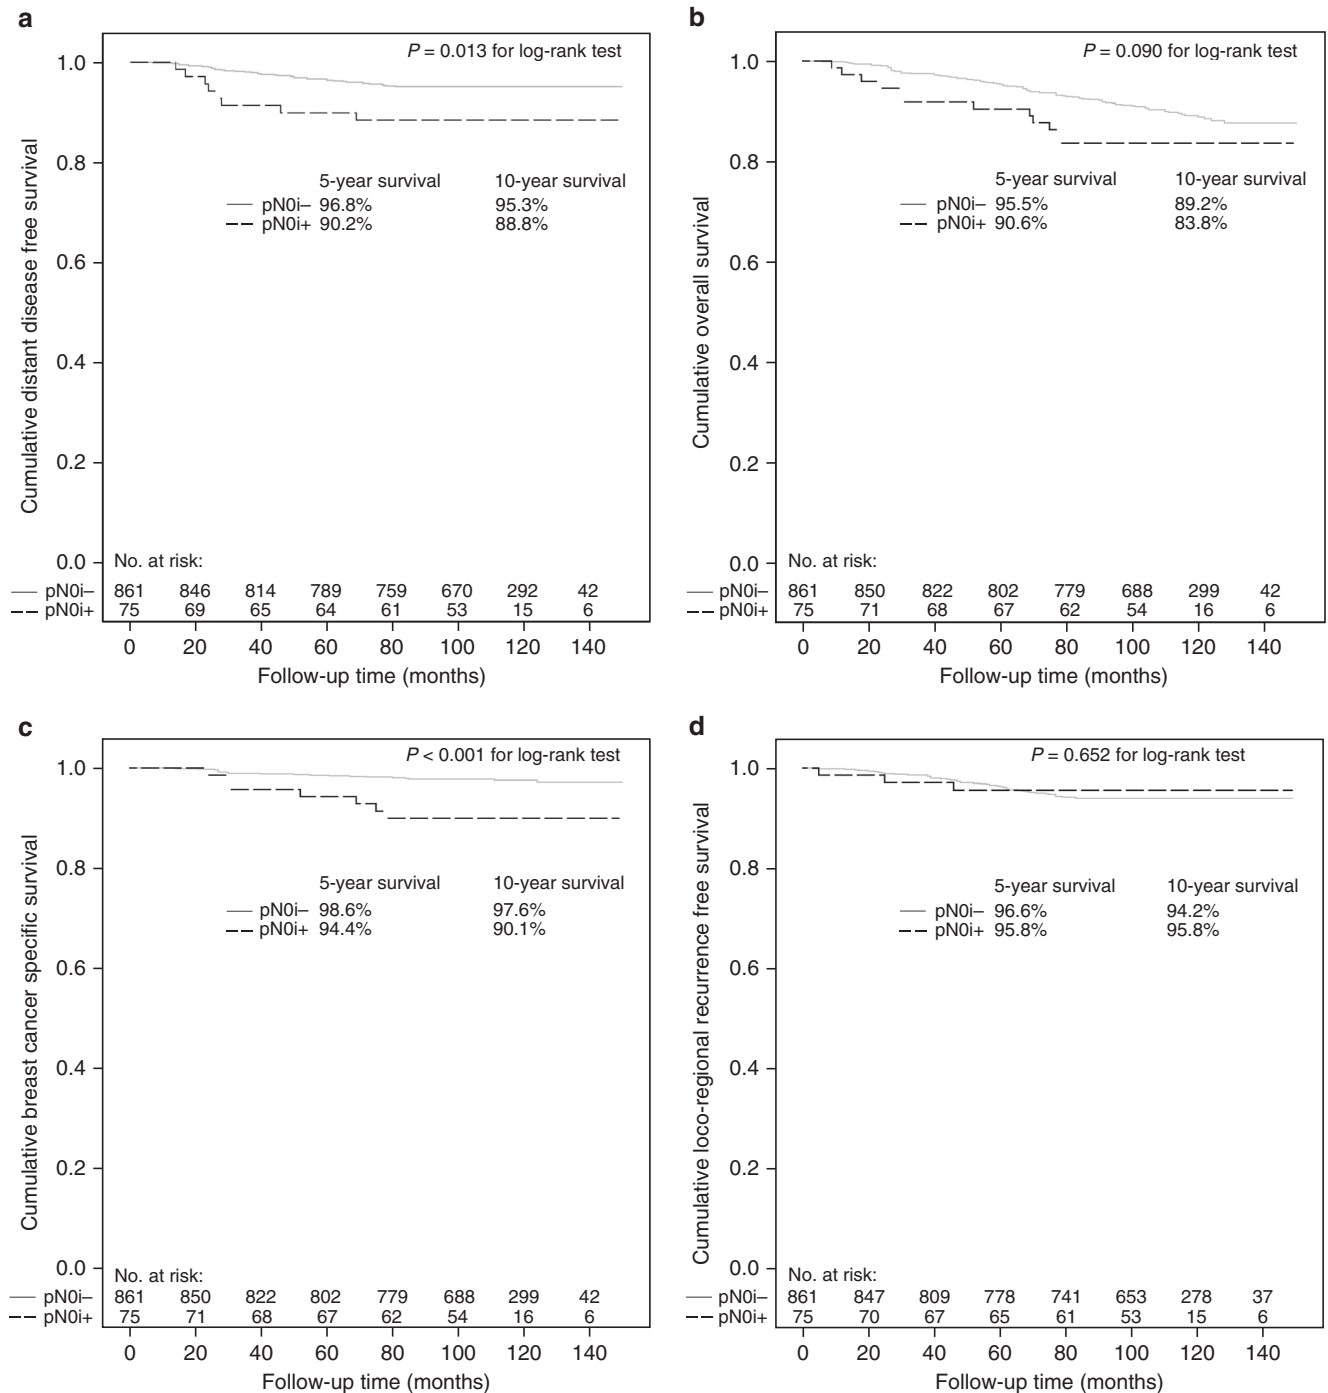 a
P = 0.013 for log-rank test
Cumulative distant disease free survival
1.0
0.8
0.6
0.4
0.2
0.0
5-year survival 10-year survival
pN0i– 96.8% 95.3%
pN0i+ 90.2% 88.8%
No. at risk:
pN0i– 861 846 814 789 759 670 292 42
pN0i+ 75 69 65 64 61 53 15 6
0 20 40 60 80 100 120 140
Follow-up time (months)
b
P = 0.090 for log-rank test
Cumulative overall survival
1.0
0.8
0.6
0.4
0.2
0.0
5-year survival 10-year survival
pN0i– 95.5% 89.2%
pN0i+ 90.6% 83.8%
No. at risk:
pN0i– 861 850 822 802 779 688 299 42
pN0i+ 75 71 68 67 62 54 16 6
0 20 40 60 80 100 120 140
Follow-up time (months)
c
P < 0.001 for log-rank test
Cumulative breast cancer specific survival
1.0
0.8
0.6
0.4
0.2
0.0
5-year survival 10-year survival
pN0i– 98.6% 97.6%
pN0i+ 94.4% 90.1%
No. at risk:
pN0i– 861 850 822 802 779 688 299 42
pN0i+ 75 71 68 67 62 54 16 6
0 20 40 60 80 100 120 140
Follow-up time (months)
d
P = 0.652 for log-rank test
Cumulative loco-regional recurrence free survival
1.0
0.8
0.6
0.4
0.2
0.0
5-year survival 10-year survival
pN0i– 96.6% 94.2%
pN0i+ 95.8% 95.8%
No. at risk:
pN0i– 861 847 809 778 741 653 278 37
pN0i+ 75 70 67 65 61 53 15 6
0 20 40 60 80 100 120 140
Follow-up time (months)